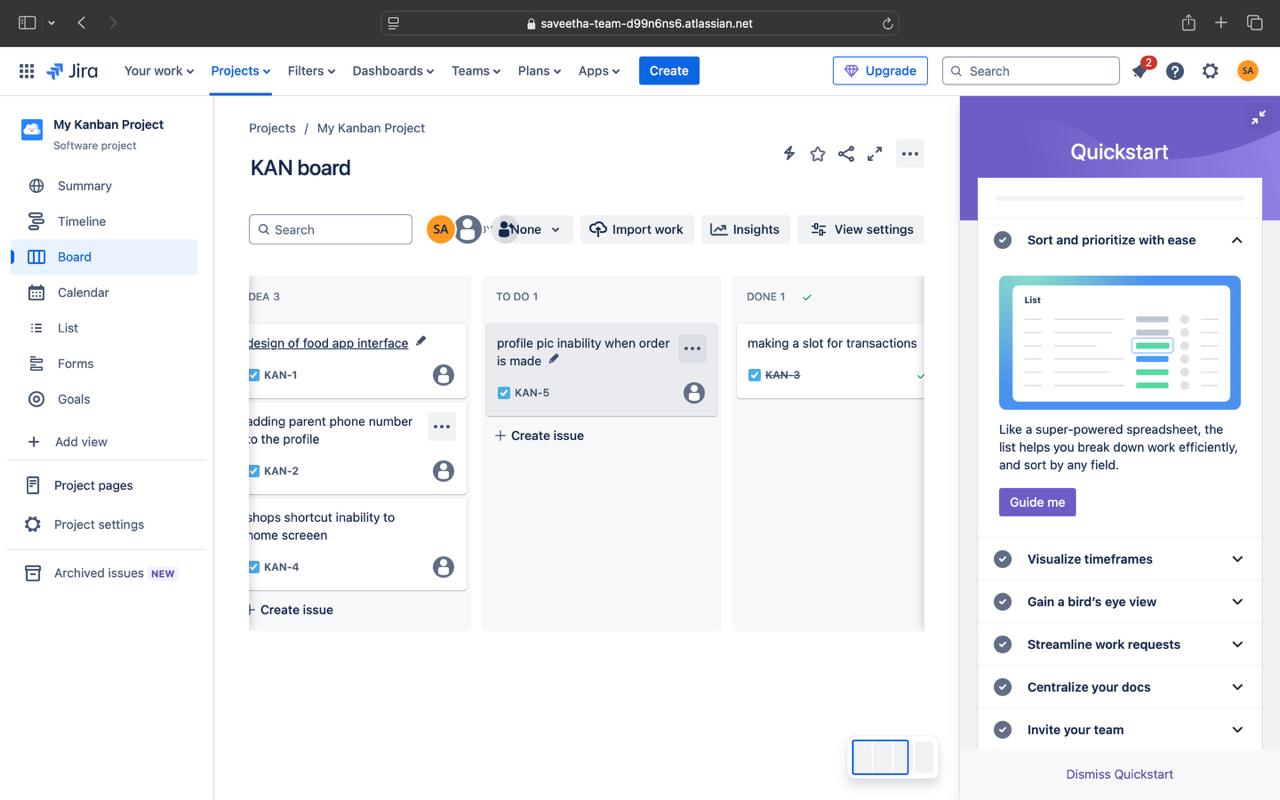 saveetha-team-d99n6ns6.atlassian.net
Jira
Your work
Projects
Filters
Dashboards
Teams
Plans
Apps
Create
Upgrade
Search
2
SA
My Kanban Project
Software project
Summary
Timeline
Board
Calendar
List
Forms
Goals
Add view
Project pages
Project settings
Archived issues NEW
Projects / My Kanban Project
KAN board
Search
SA
None
Import work
Insights
View settings
DEA 3
design of food app interface
KAN-1
adding parent phone number
to the profile
KAN-2
shops shortcut inability to
home screeen
KAN-4
Create issue
TO DO 1
profile pic inability when order
is made
KAN-5
Create issue
DONE 1
making a slot for transactions
KAN-3
Quickstart
Sort and prioritize with ease
List
Like a super-powered spreadsheet, the
list helps you break down work efficiently,
and sort by any field.
Guide me
Visualize timeframes
Gain a bird's eye view
Streamline work requests
Centralize your docs
Invite your team
Dismiss Quickstart